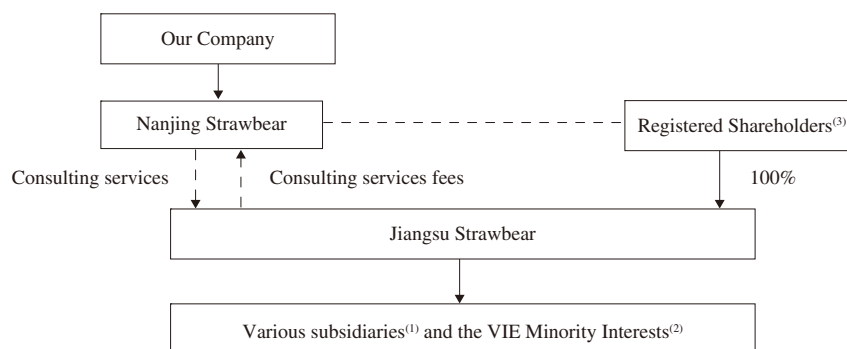 Our Company
Nanjing Strawbear
Registered Shareholders(3)
Consulting services
Consulting services fees
100%
Jiangsu Strawbear
Various subsidiaries(1) and the VIE Minority Interests(2)